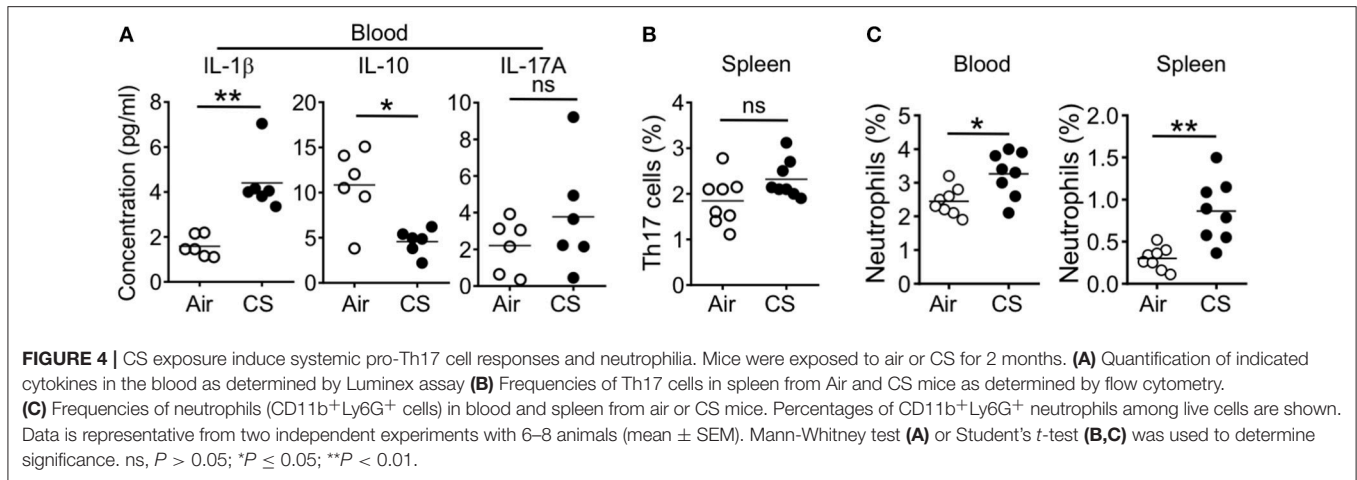 A
Blood
IL-1β IL-10 IL-17A
Concentration (pg/ml)
8
6
4
2
0
**
Air CS
20
15
10
5
0
*
Air CS
10
8
6
4
2
0
ns
Air CS
B
Spleen
Th17 cells (%)
4
3
2
1
0
ns
Air CS
C
Blood
Neutrophils (%)
5
4
3
2
1
0
*
Air CS
Spleen
Neutrophils (%)
2.0
1.5
1.0
0.5
0.0
**
Air CS
FIGURE 4 | CS exposure induce systemic pro-Th17 cell responses and neutrophilia. Mice were exposed to air or CS for 2 months. (A) Quantification of indicated
cytokines in the blood as determined by Luminex assay (B) Frequencies of Th17 cells in spleen from Air and CS mice as determined by flow cytometry.
(C) Frequencies of neutrophils (CD11b+Ly6G+ cells) in blood and spleen from air or CS mice. Percentages of CD11b+Ly6G+ neutrophils among live cells are shown.
Data is representative from two independent experiments with 6–8 animals (mean ± SEM). Mann-Whitney test (A) or Student's t-test (B,C) was used to determine
significance. ns, P > 0.05; *P ≤ 0.05; **P < 0.01.